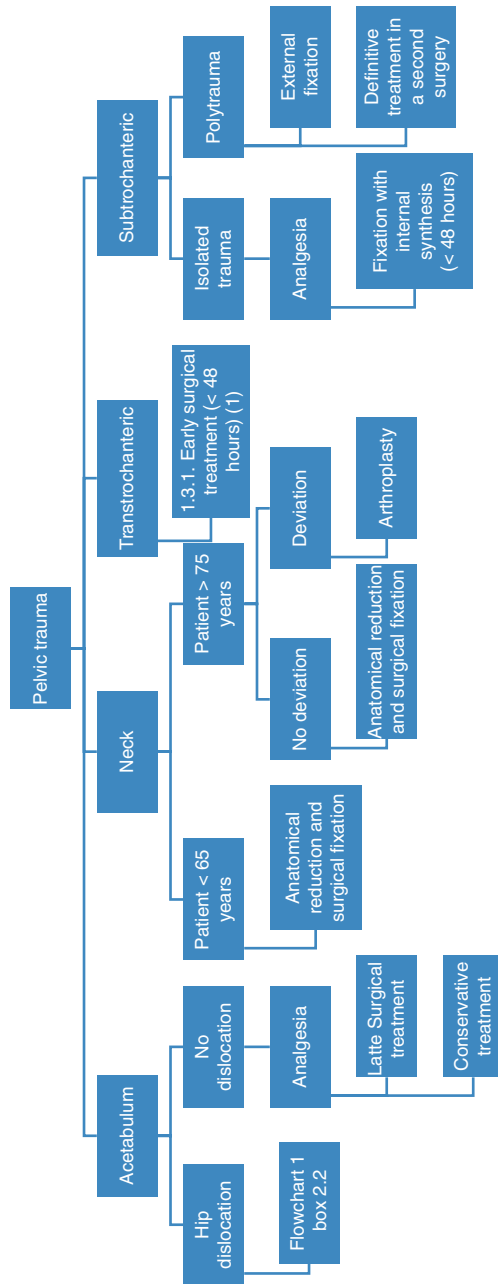 Pelvic trauma
Acetabulum
Neck
Transtrochanteric
Subtrochanteric
Hip
dislocation
No
dislocation
Patient < 65
years
Patient > 75
years
1.3.1. Early surgical
treatment (< 48
hours) (1)
Isolated
trauma
Polytrauma
Flowchart 1
box 2.2
Analgesia
Anatomical
reduction and
surgical fixation
No deviation
Deviation
Analgesia
External
fixation
Latte Surgical
treatment
Conservative
treatment
Anatomical reduction
and surgical fixation
Arthroplasty
Fixation with
internal
synthesis
(< 48 hours)
Definitive
treatment in
a second
surgery